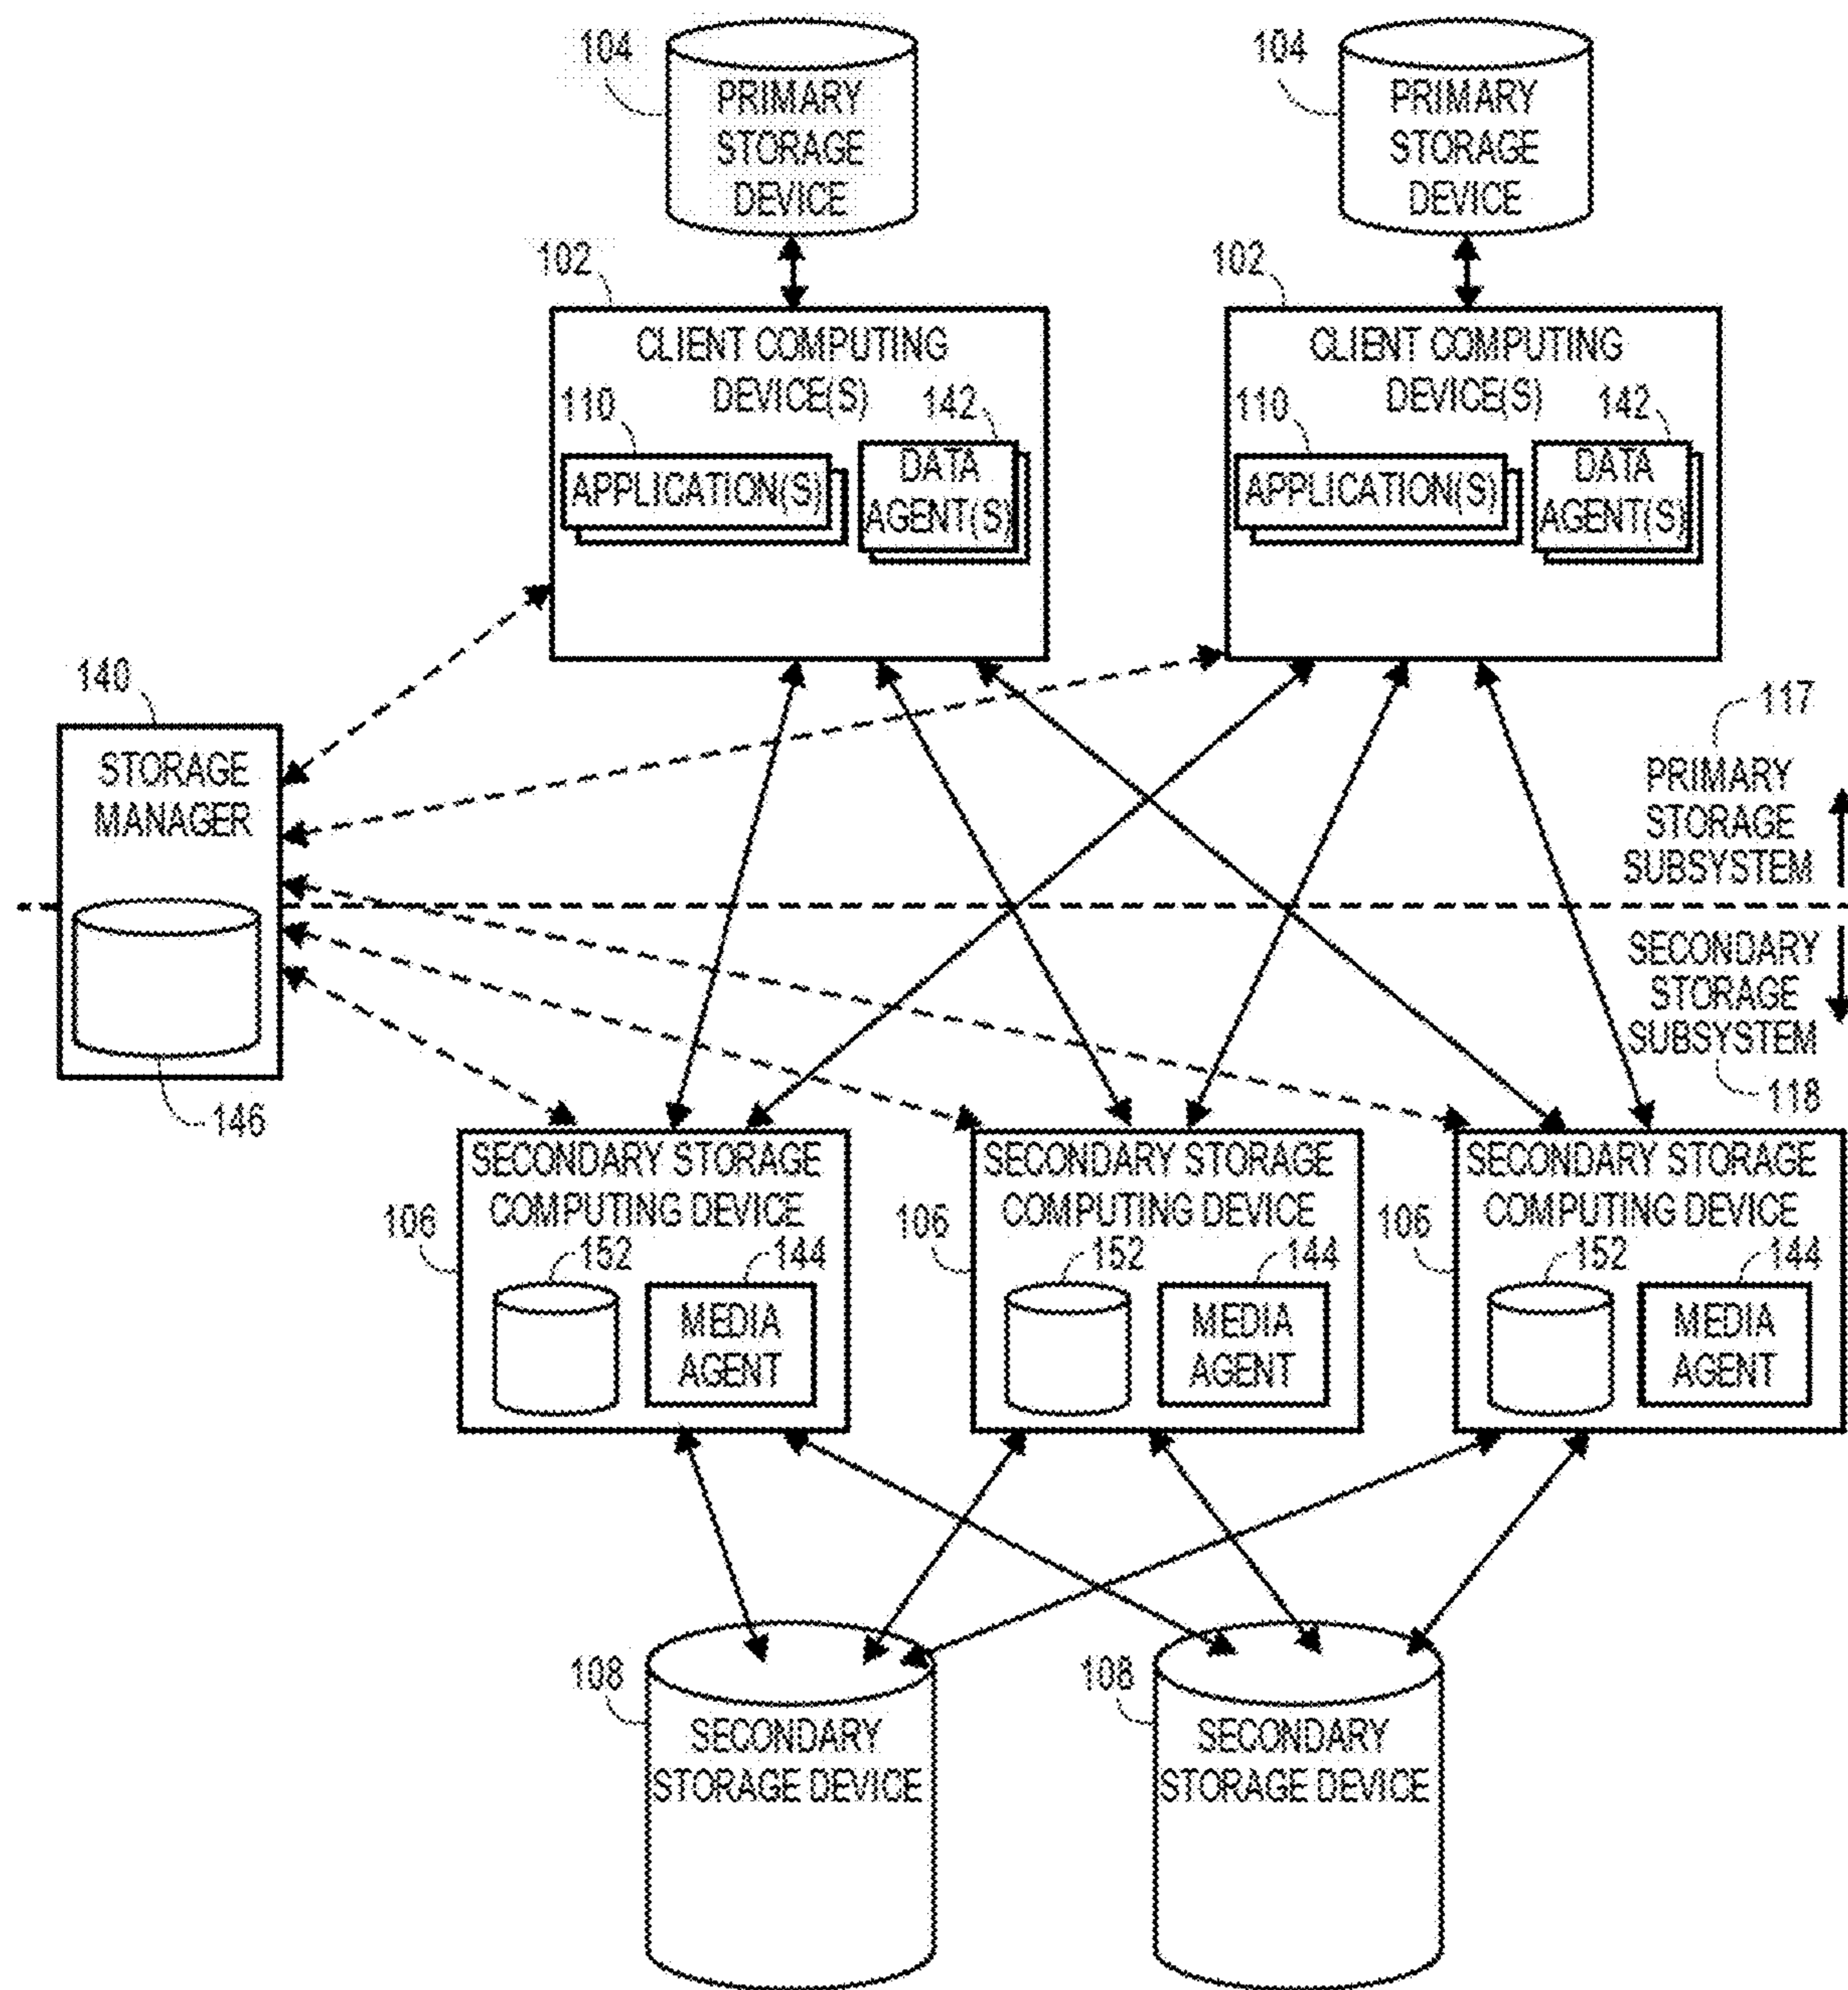 104
PRIMARY
STORAGE
DEVICE
104
PRIMARY
STORAGE
DEVICE
102
CLIENT COMPUTING
DEVICE(S)
110
142
APPLICATION(S)
DATA
AGENT(S)
102
CLIENT COMPUTING
DEVICE(S)
110
142
APPLICATION(S)
DATA
AGENT(S)
140
STORAGE
MANAGER
146
117
PRIMARY
STORAGE
SUBSYSTEM
SECONDARY
STORAGE
SUBSYSTEM
118
106
SECONDARY STORAGE
COMPUTING DEVICE
152
144
MEDIA
AGENT
106
SECONDARY STORAGE
COMPUTING DEVICE
152
144
MEDIA
AGENT
106
SECONDARY STORAGE
COMPUTING DEVICE
152
144
MEDIA
AGENT
108
SECONDARY
STORAGE DEVICE
108
SECONDARY
STORAGE DEVICE